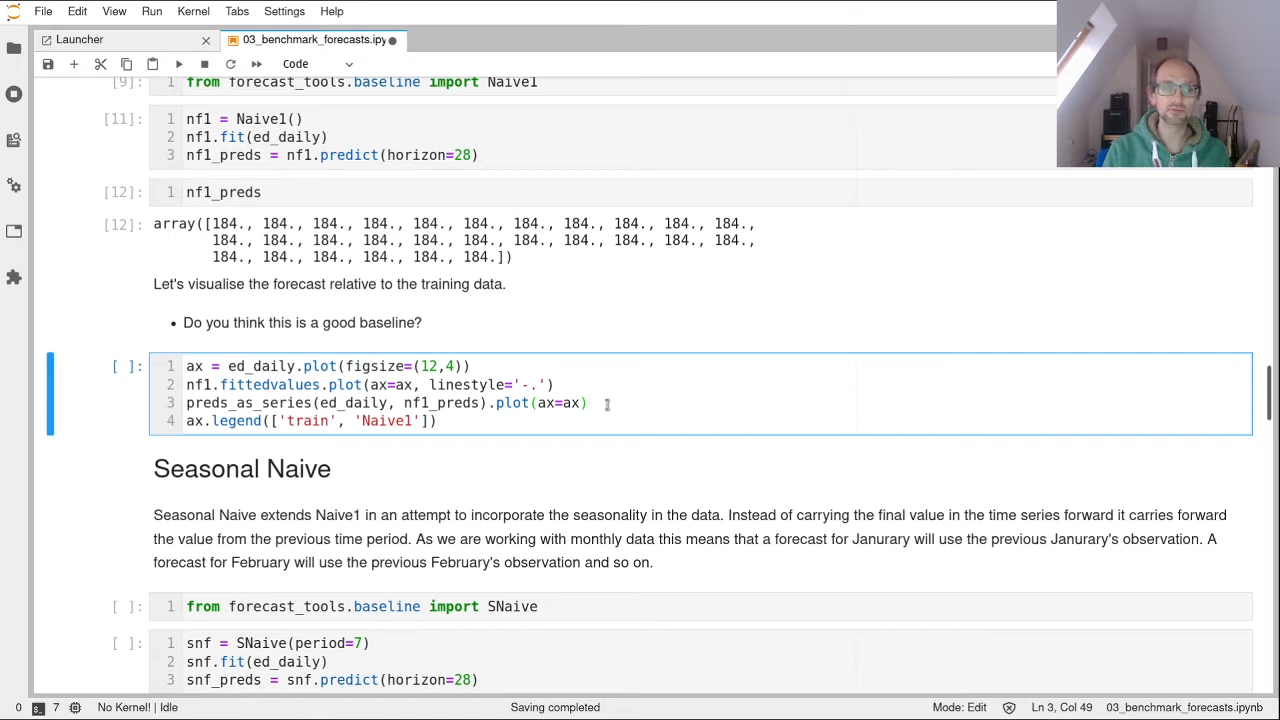 File Edit View Run Kernel Tabs Settings Help
Launcher
03_benchmark_forecasts.ipy
Code
[9]: 1 from forecast_tools.baseline import Naive1
[11]: 1 nf1 = Naive1()
2 nf1.fit(ed_daily)
3 nf1_preds = nf1.predict(horizon=28)
[12]: 1 nf1_preds
[12]: array([184., 184., 184., 184., 184., 184., 184., 184., 184., 184., 184.,
184., 184., 184., 184., 184., 184., 184., 184., 184., 184., 184.,
184., 184., 184., 184., 184., 184.])
Let's visualise the forecast relative to the training data.
• Do you think this is a good baseline?
[ ]: 1 ax = ed_daily.plot(figsize=(12,4))
2 nf1.fittedvalues.plot(ax=ax, linestyle='-.')
3 preds_as_series(ed_daily, nf1_preds).plot(ax=ax)
4 ax.legend(['train', 'Naive1'])
Seasonal Naive
Seasonal Naive extends Naive1 in an attempt to incorporate the seasonality in the data. Instead of carrying the final value in the time series forward it carries forward
the value from the previous time period. As we are working with monthly data this means that a forecast for Janurary will use the previous Janurary's observation. A
forecast for February will use the previous February's observation and so on.
[ ]: 1 from forecast_tools.baseline import SNaive
[ ]: 1 snf = SNaive(period=7)
2 snf.fit(ed_daily)
3 snf_preds = snf.predict(horizon=28)
0 7 No Kernel! | Idle Saving completed Mode: Edit Ln 3, Col 49 03_benchmark_forecasts.ipynb